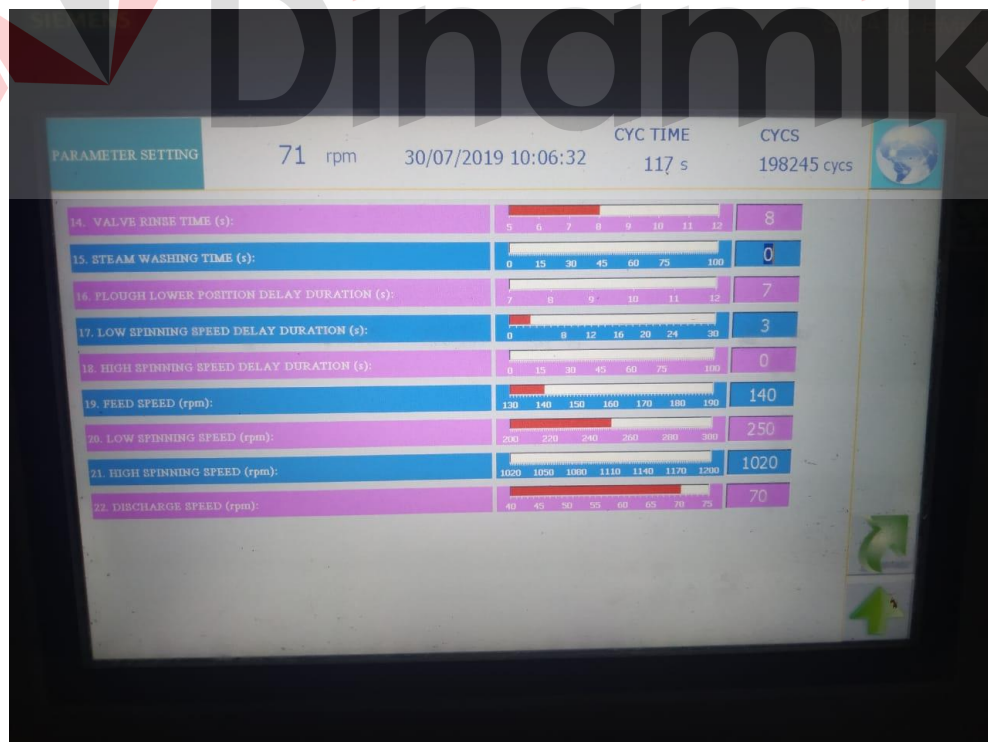 Dinamik
SIEMENS
PARAMETER SETTING
71 rpm
30/07/2019 10:06:32
CYC TIME
117 s
CYCS
198245 cycs
14. VALVE RINSE TIME (s):
5 6 7 8 9 10 11 12
8
15. STEAM WASHING TIME (s):
0 15 30 45 60 75 100
0
16. PLOUGH LOWER POSITION DELAY DURATION (s):
7 8 9 10 11 12
7
17. LOW SPINNING SPEED DELAY DURATION (s):
0 8 12 16 20 24 30
3
18. HIGH SPINNING SPEED DELAY DURATION (s):
0 15 30 45 60 75 100
0
19. FEED SPEED (rpm):
130 140 150 160 170 180 190
140
20. LOW SPINNING SPEED (rpm):
200 220 240 260 280 300
250
21. HIGH SPINNING SPEED (rpm):
1020 1050 1080 1110 1140 1170 1200
1020
22. DISCHARGE SPEED (rpm):
40 45 50 55 60 65 70 75
70